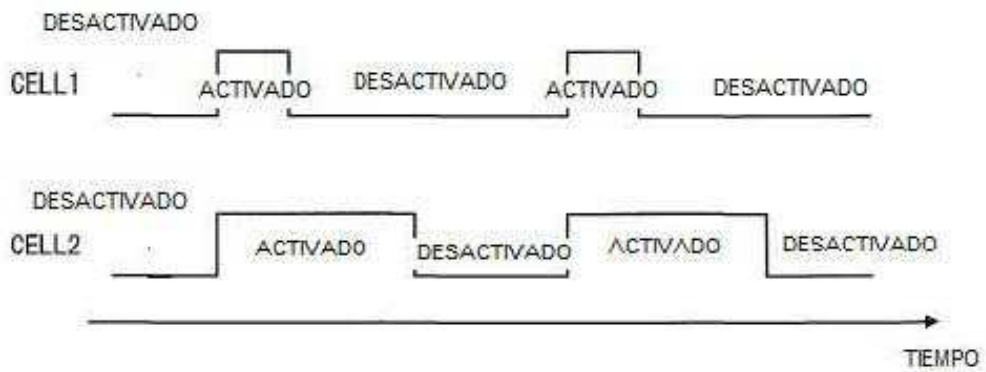 DESACTIVADO
CELL1
ACTIVADO
DESACTIVADO
ACTIVADO
DESACTIVADO
DESACTIVADO
CELL2
ACTIVADO
DESACTIVADO
ACTIVADO
DESACTIVADO
TIEMPO